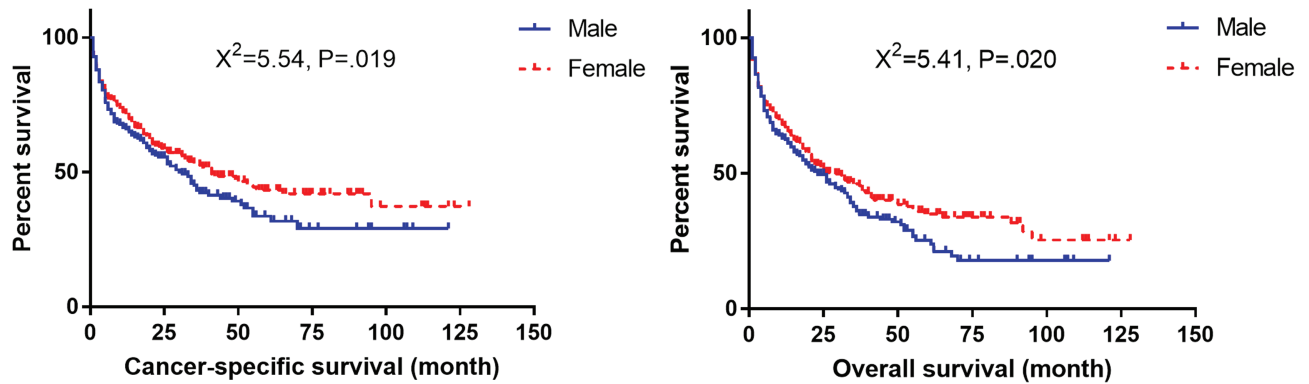 Male
Female
X²=5.54, P=.019
Percent survival
100
50
0
0 25 50 75 100 125 150
Cancer-specific survival (month)
Male
Female
X²=5.41, P=.020
Percent survival
100
50
0
0 25 50 75 100 125 150
Overall survival (month)